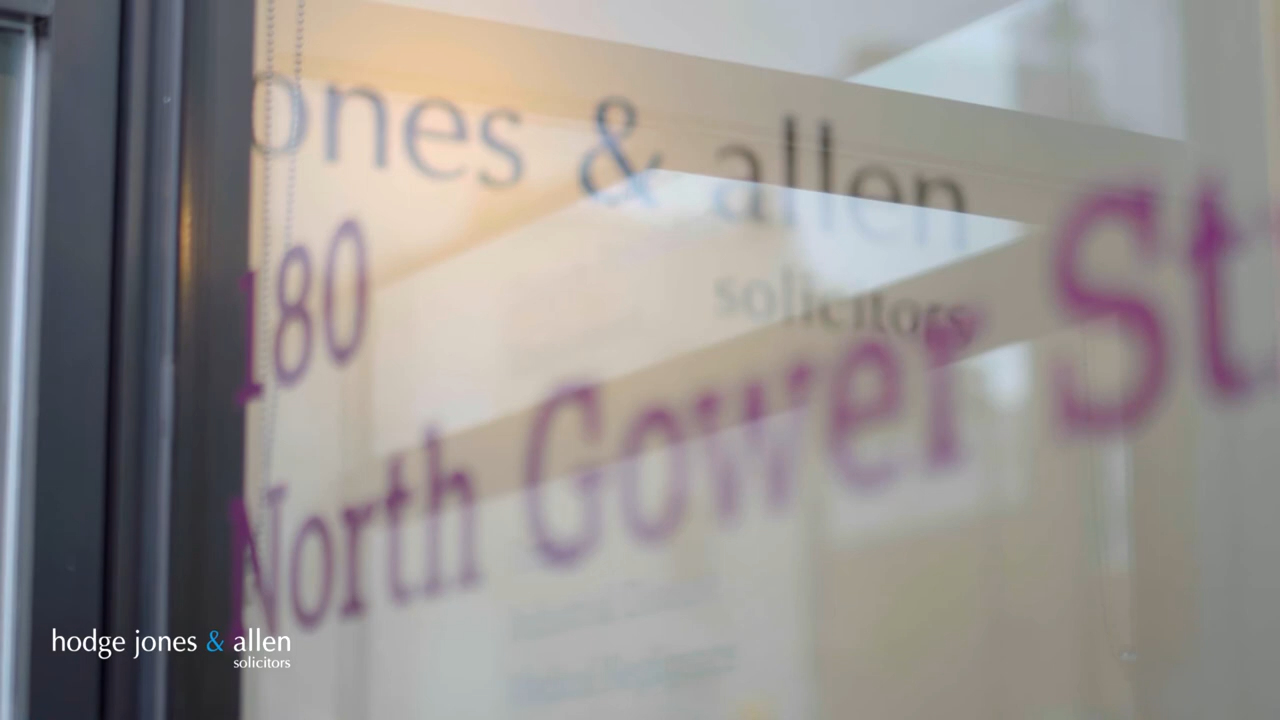 ones & allen
solicitors
180
North Gower St
hodge jones & allen
solicitors